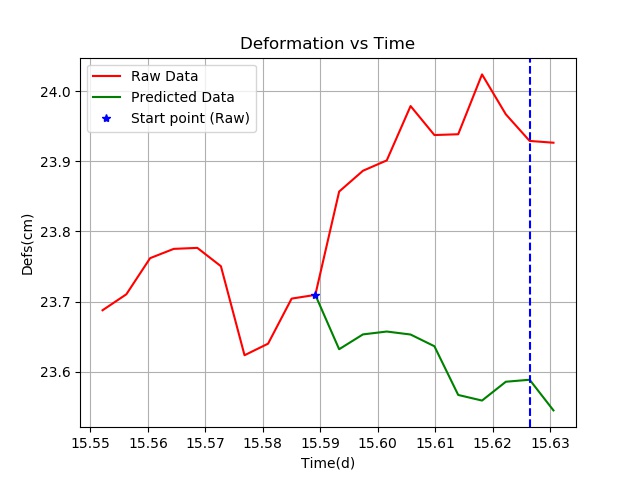 Deformation vs Time
Raw Data
Predicted Data
Start point (Raw)
24.0
23.9
23.8
23.7
23.6
Defs(cm)
15.55 15.56 15.57 15.58 15.59 15.60 15.61 15.62 15.63
Time(d)